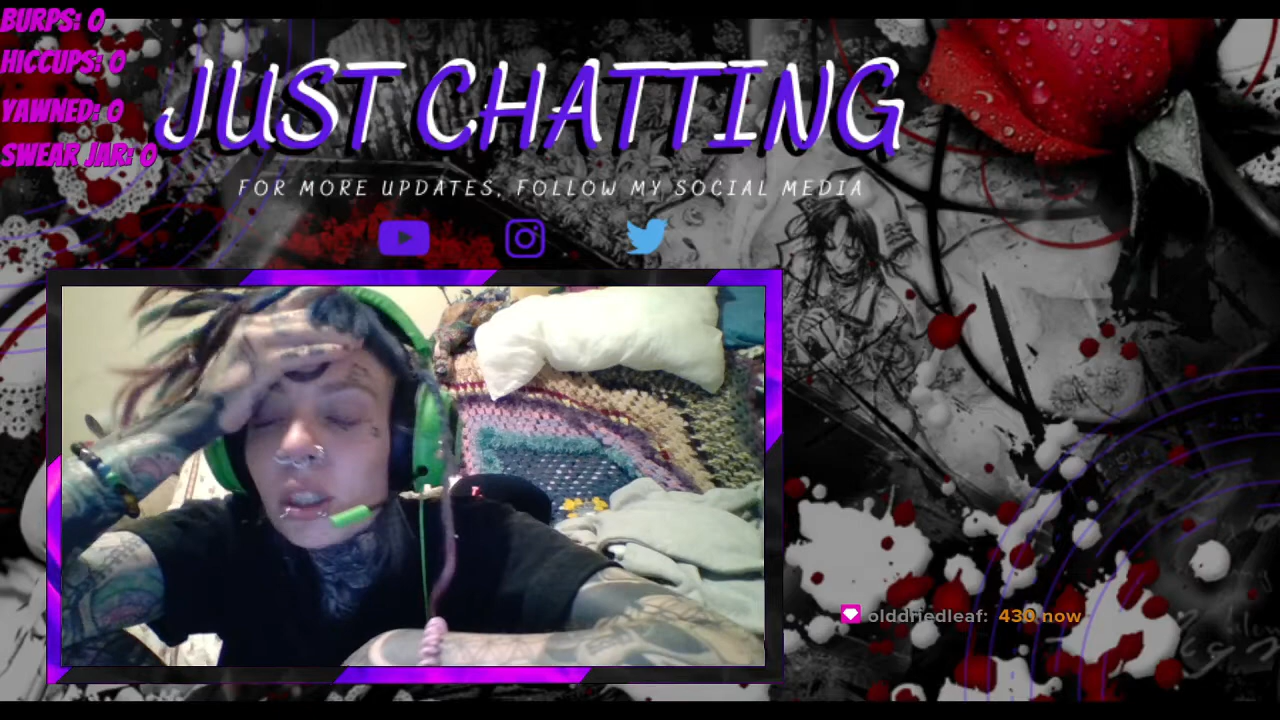 BURPS: 0
HICCUPS: 0
YAWNED: 0
SWEAR JAR: 0
JUST CHATTING
FOR MORE UPDATES, FOLLOW MY SOCIAL MEDIA
olddriedleaf: 430 now